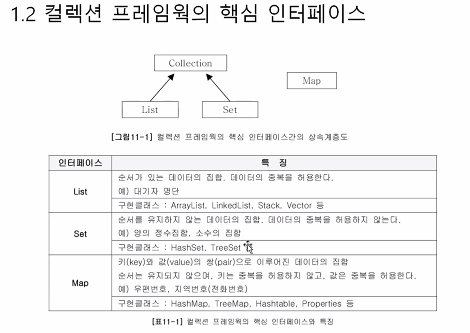 1.2 컬렉션 프레임웍의 핵심 인터페이스
Collection
Map
List
Set
[그림11-1] 컬렉션 프레임웍의 핵심 인터페이스간의 상속계층도
인터페이스
특 징
List
순서가 있는 데이터의 집합. 데이터의 중복을 허용한다.
예) 대기자 명단
구현클래스 : ArrayList, LinkedList, Stack, Vector 등
Set
순서를 유지하지 않는 데이터의 집합. 데이터의 중복을 허용하지 않는다.
예) 양의 정수집합, 소수의 집합
구현클래스 : HashSet, TreeSet 등
Map
키(key)와 값(value)의 쌍(pair)으로 이루어진 데이터의 집합
순서는 유지되지 않으며, 키는 중복을 허용하지 않고, 값은 중복을 허용한다.
예) 우편번호, 지역번호(전화번호)
구현클래스 : HashMap, TreeMap, Hashtable, Properties 등
[표11-1] 컬렉션 프레임웍의 핵심 인터페이스와 특징